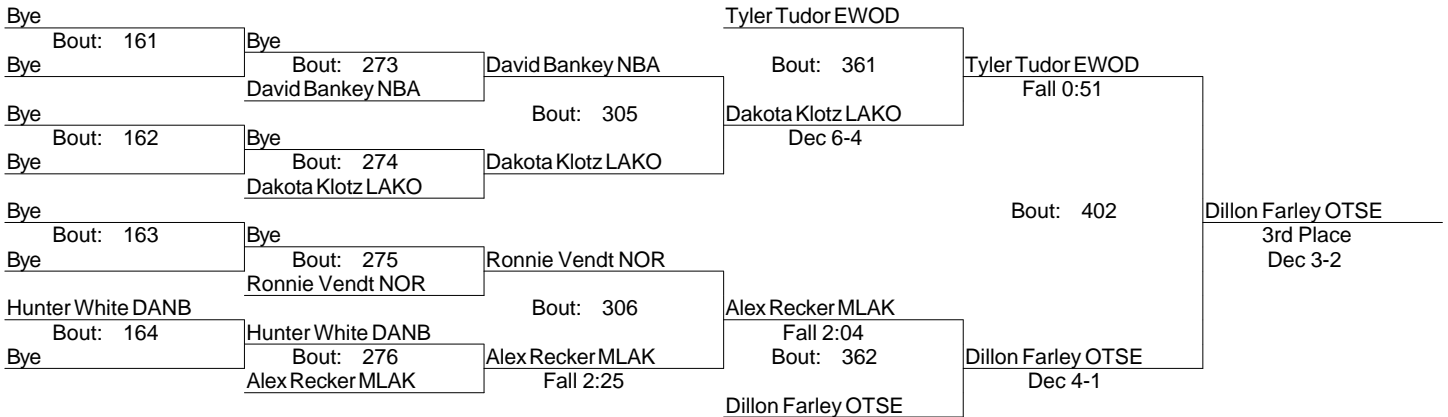 Bye
Tyler Tudor EWOD
Bout: 161
Bye
Bye
Bout: 273
David Bankey NBA
Bout: 361
Tyler Tudor EWOD
David Bankey NBA
Fall 0:51
Bye
Bout: 305
Dakota Klotz LAKO
Bout: 162
Bye
Dec 6-4
Bye
Bout: 274
Dakota Klotz LAKO
Dakota Klotz LAKO
Bye
Bout: 402
Dillon Farley OTSE
Bout: 163
Bye
3rd Place
Bye
Bout: 275
Ronnie Vendt NOR
Dec 3-2
Ronnie Vendt NOR
Hunter White DANB
Bout: 306
Alex Recker MLAK
Bout: 164
Hunter White DANB
Fall 2:04
Bye
Bout: 276
Alex Recker MLAK
Bout: 362
Dillon Farley OTSE
Alex Recker MLAK
Fall 2:25
Dec 4-1
Dillon Farley OTSE